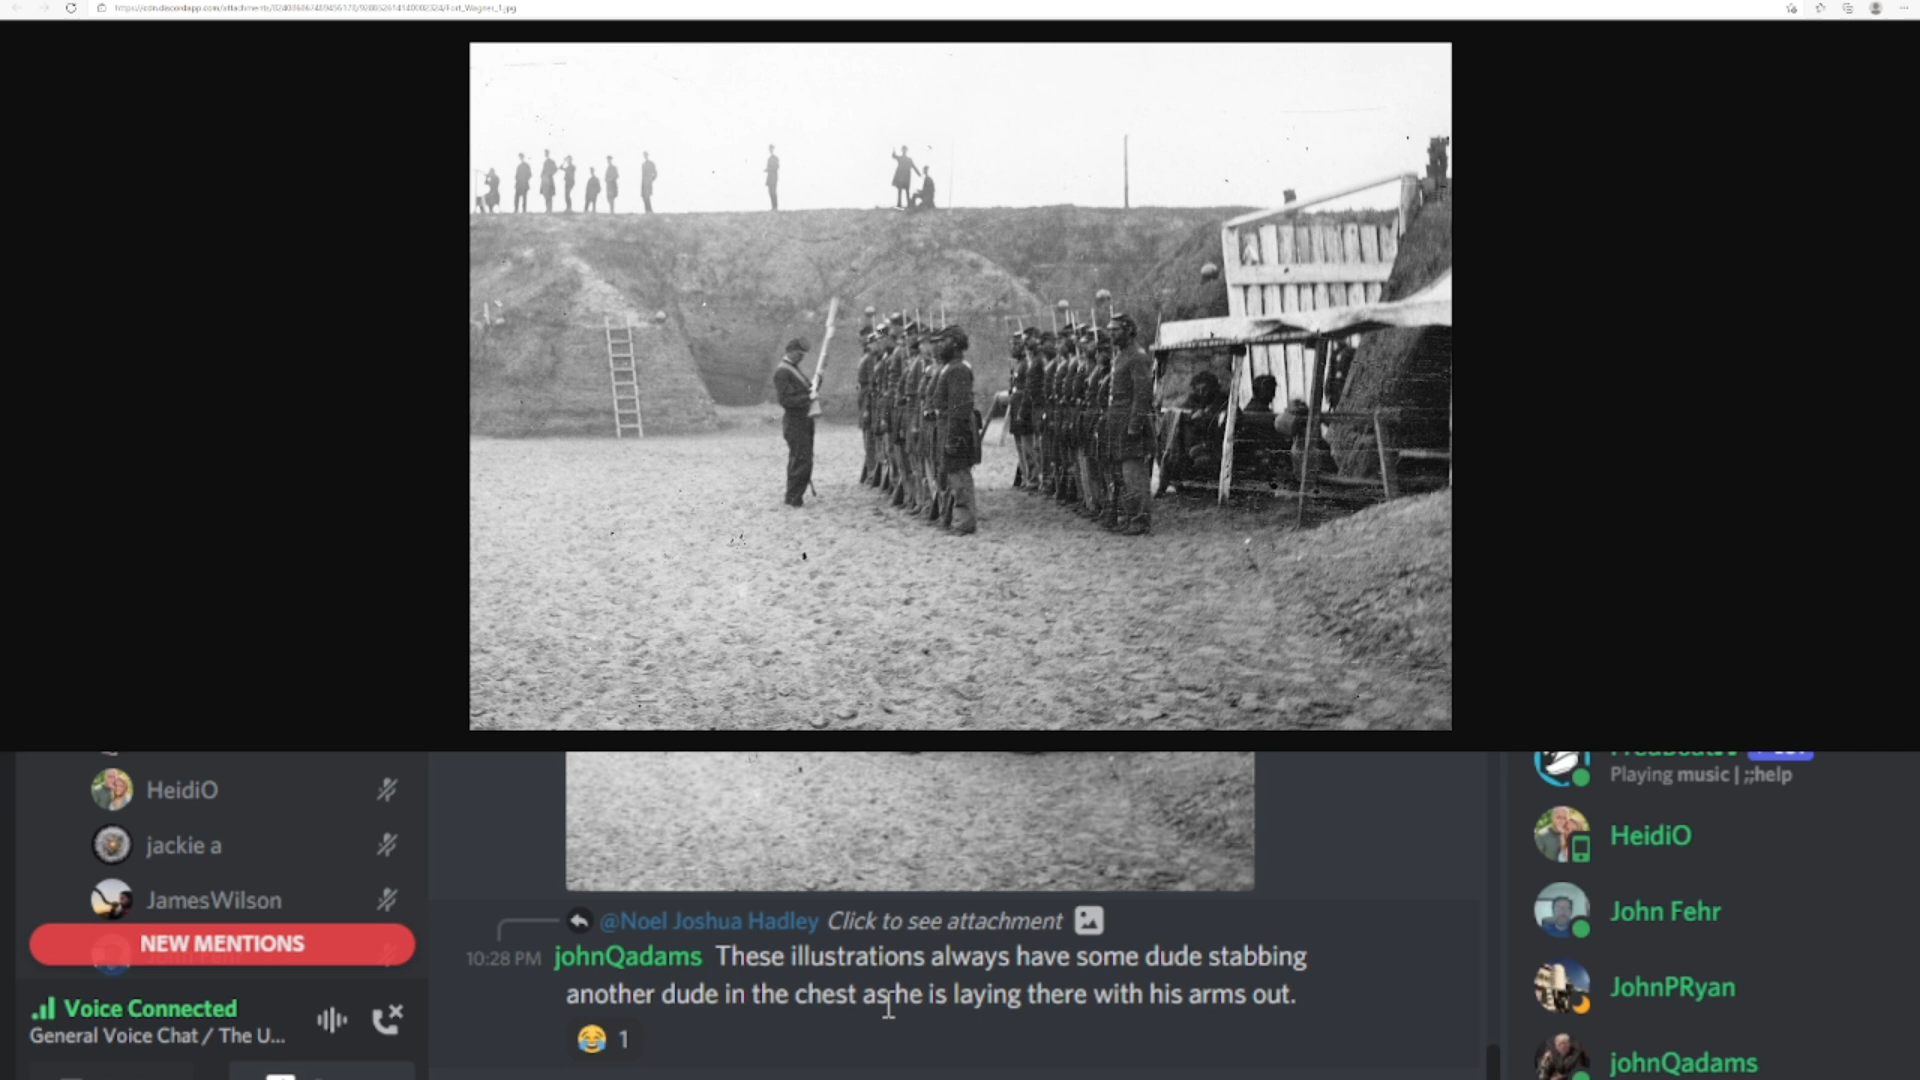 HeidiO
jackie a
JamesWilson
NEW MENTIONS
Voice Connected
General Voice Chat / The U...
@Noel Joshua Hadley Click to see attachment
10:28 PM johnQadams These illustrations always have some dude stabbing
another dude in the chest as he is laying there with his arms out.
😂 1
Playing music | ;;help
HeidiO
John Fehr
JohnPRyan
johnQadams